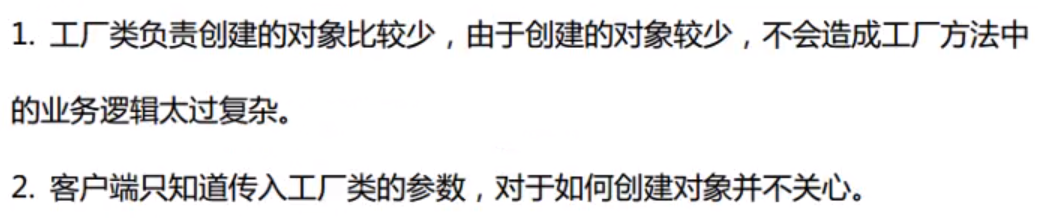 1. 工厂类负责创建的对象比较少，由于创建的对象较少，不会造成工厂方法中
的业务逻辑太过复杂。
2. 客户端只知道传入工厂类的参数，对于如何创建对象并不关心。